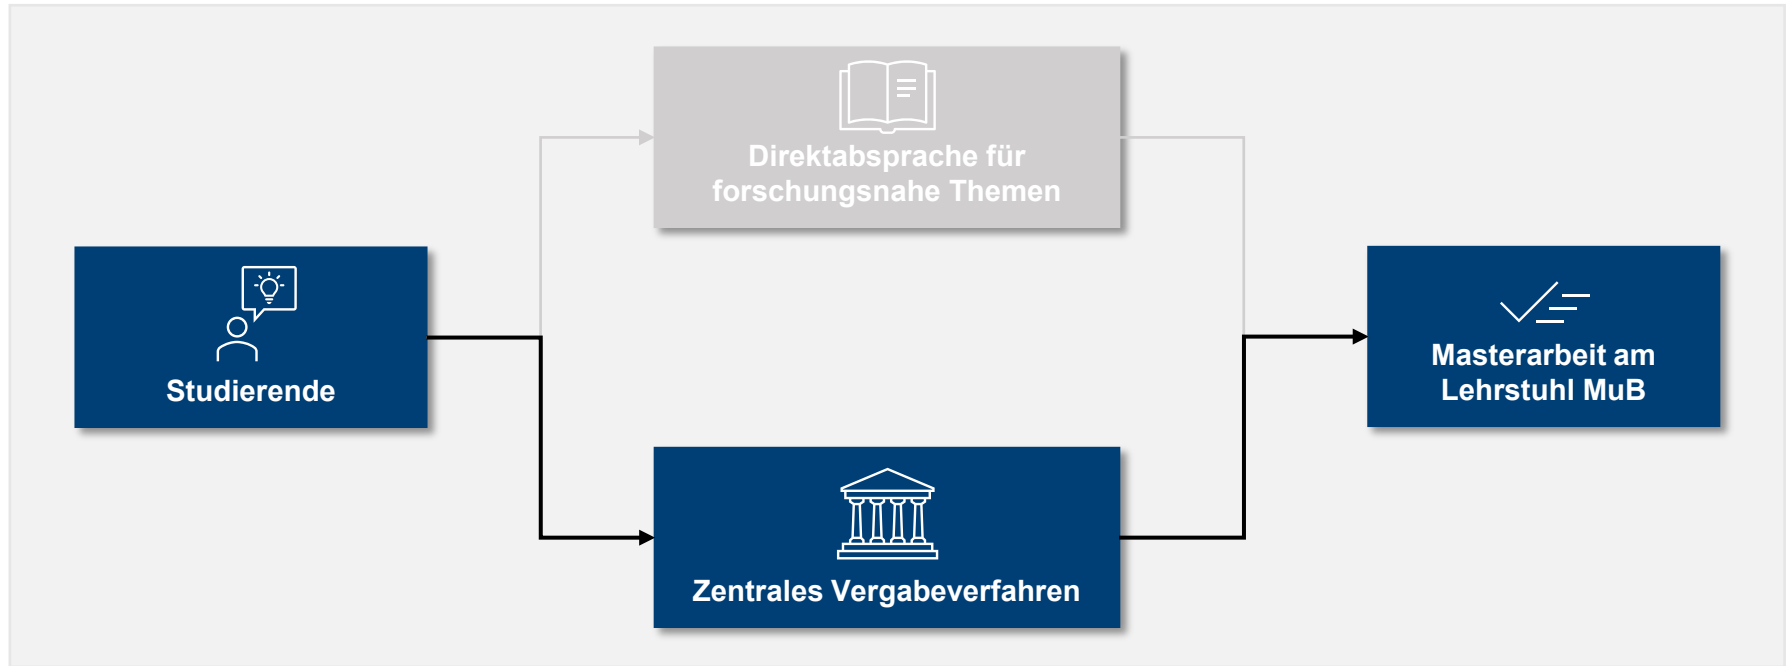 Direktabsprache für
forschungsnahe Themen
Studierende
Masterarbeit am
Lehrstuhl MuB
Zentrales Vergabeverfahren